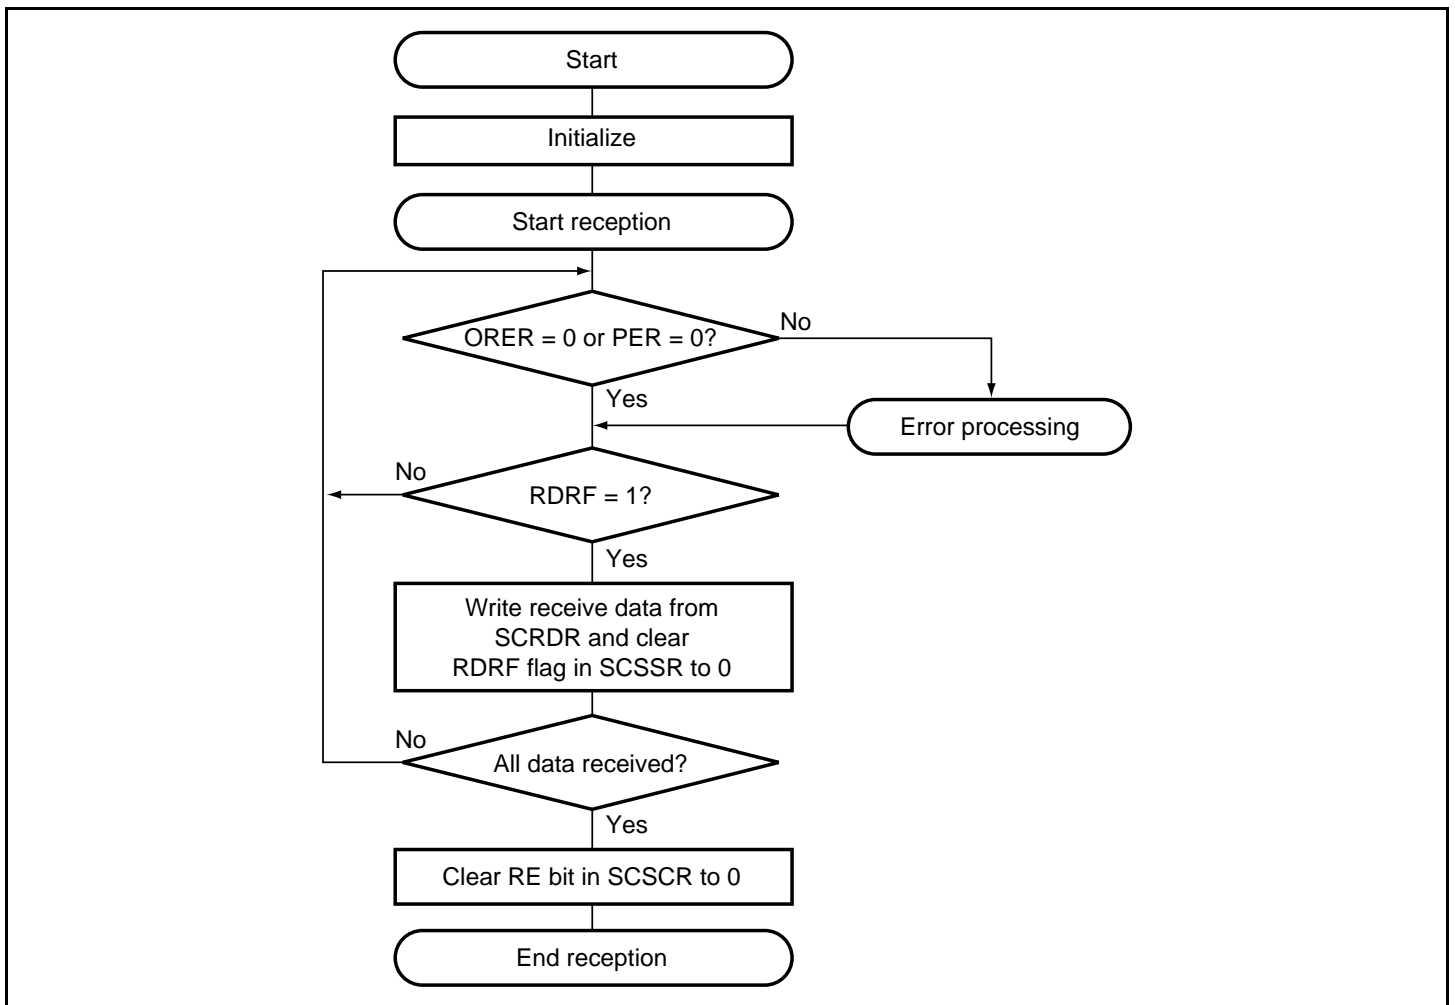 Start
Initialize
Start reception
ORER = 0 or PER = 0?
No
Yes
Error processing
No
RDRF = 1?
Yes
Write receive data from
SCRDR and clear
RDRF flag in SCSSR to 0
No
All data received?
Yes
Clear RE bit in SCSCR to 0
End reception